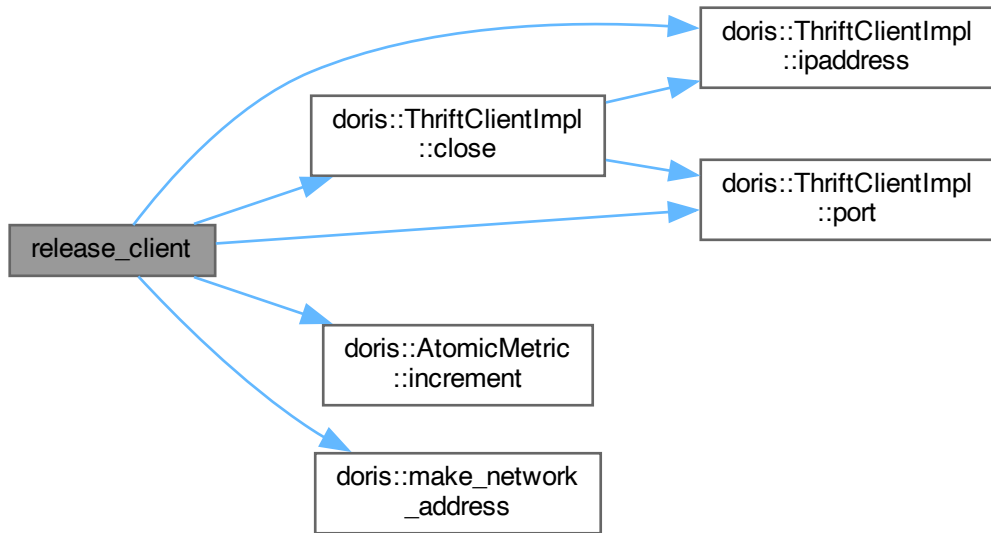 doris::ThriftClientImpl
::ipaddress
doris::ThriftClientImpl
::close
doris::ThriftClientImpl
::port
release_client
doris::AtomicMetric
::increment
doris::make_network
_address